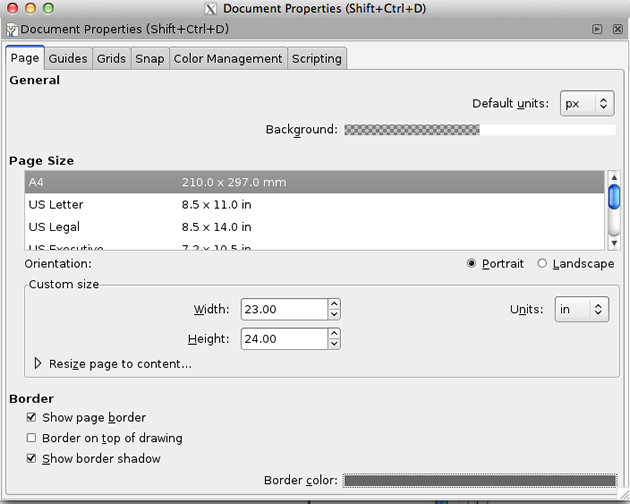 Document Properties (Shift+Ctrl+D)
Document Properties (Shift+Ctrl+D)
Page Guides Grids Snap Color Management Scripting
General
Default units: px
Background:
Page Size
A4 210.0 x 297.0 mm
US Letter 8.5 x 11.0 in
US Legal 8.5 x 14.0 in
US Executive 7.2 x 10.5 in
Orientation: Portrait Landscape
Custom size
Width: 23.00 Units: in
Height: 24.00
Resize page to content...
Border
Show page border
Border on top of drawing
Show border shadow
Border color: